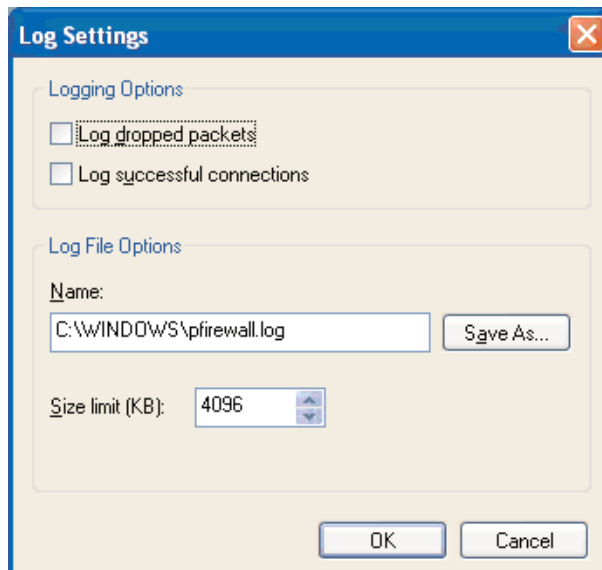 Log Settings
Logging Options
Log dropped packets
Log successful connections
Log File Options
Name:
C:\WINDOWS\pfirewall.log
Save As...
Size limit (KB):
4096
OK
Cancel